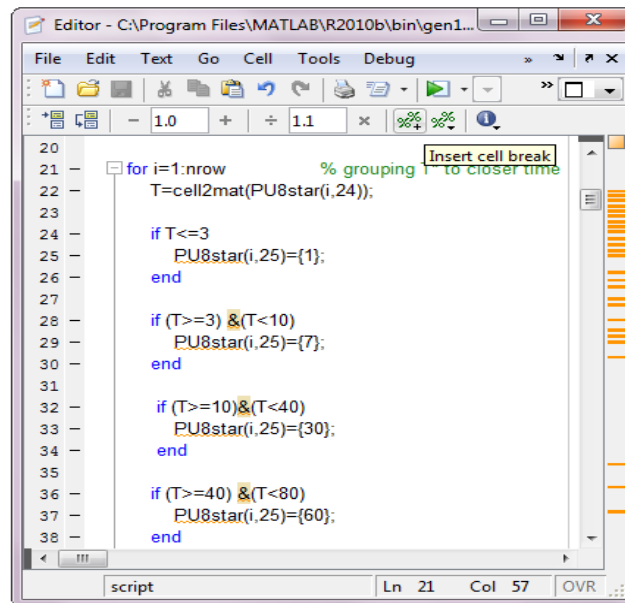 Editor - C:\Program Files\MATLAB\R2010b\bin\gen1...
File Edit Text Go Cell Tools Debug
1.0 1.1
Insert cell break
20
21 for i=1:nrow % grouping T to closer time
22 T=cell2mat(PU8star(i,24));
23
24 if T<=3
25 PU8star(i,25)={1};
26 end
27
28 if (T>=3) &(T<10)
29 PU8star(i,25)={7};
30 end
31
32 if (T>=10)&(T<40)
33 PU8star(i,25)={30};
34 end
35
36 if (T>=40) &(T<80)
37 PU8star(i,25)={60};
38 end
script Ln 21 Col 57 OVR